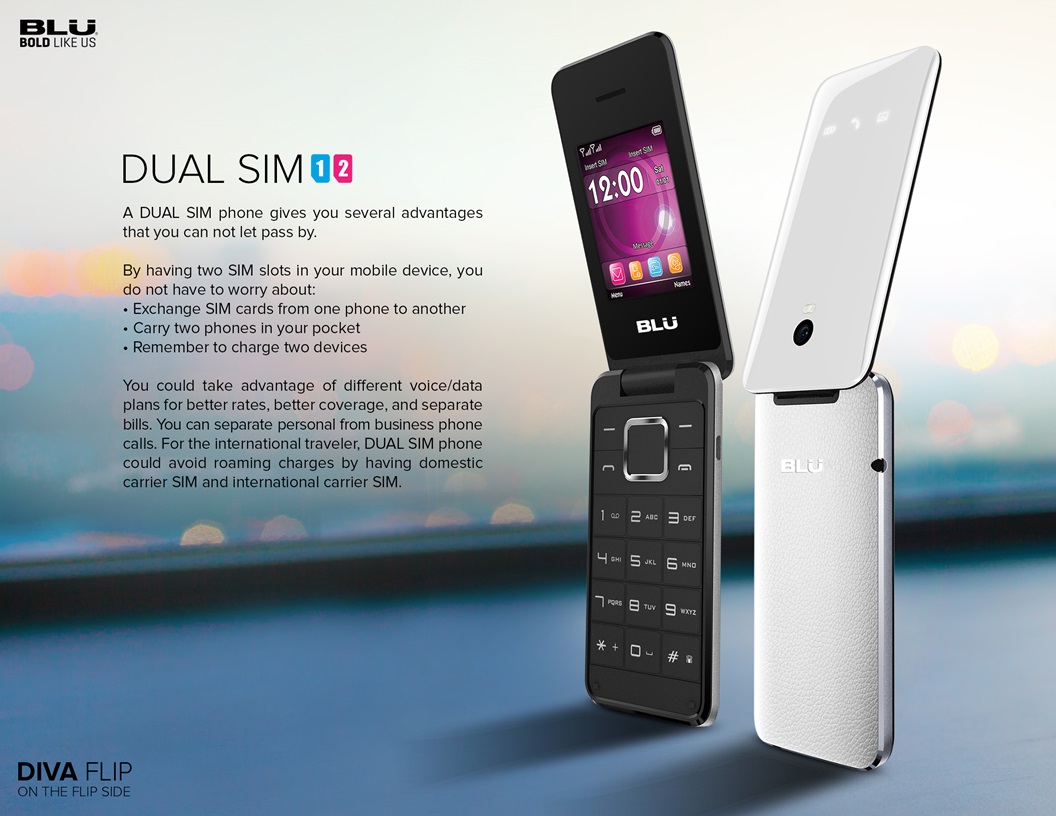 BLU
BOLD LIKE US
DUAL SIM 1 2
A DUAL SIM phone gives you several advantages
that you can not let pass by.
By having two SIM slots in your mobile device, you
do not have to worry about:
• Exchange SIM cards from one phone to another
• Carry two phones in your pocket
• Remember to charge two devices
You could take advantage of different voice/data
plans for better rates, better coverage, and separate
bills. You can separate personal from business phone
calls. For the international traveler, DUAL SIM phone
could avoid roaming charges by having domestic
carrier SIM and international carrier SIM.
DIVA FLIP
ON THE FLIP SIDE
Insert SIM Insert SIM
12:00 Sat
Message
Menu Names
BLU
1 2 ABC 3 DEF
4 GHI 5 JKL 6 MNO
7 PQRS 8 TUV 9 WXYZ
* + 0 #
BLU